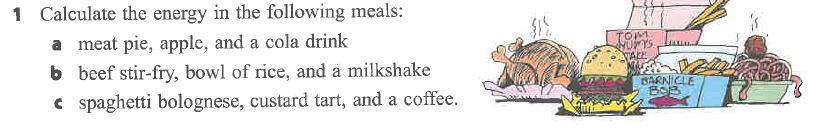 1 Calculate the energy in the following meals:
a meat pie, apple, and a cola drink
b beef stir-fry, bowl of rice, and a milkshake
c spaghetti bolognese, custard tart, and a coffee.
TOM
BARNICLE
BOB